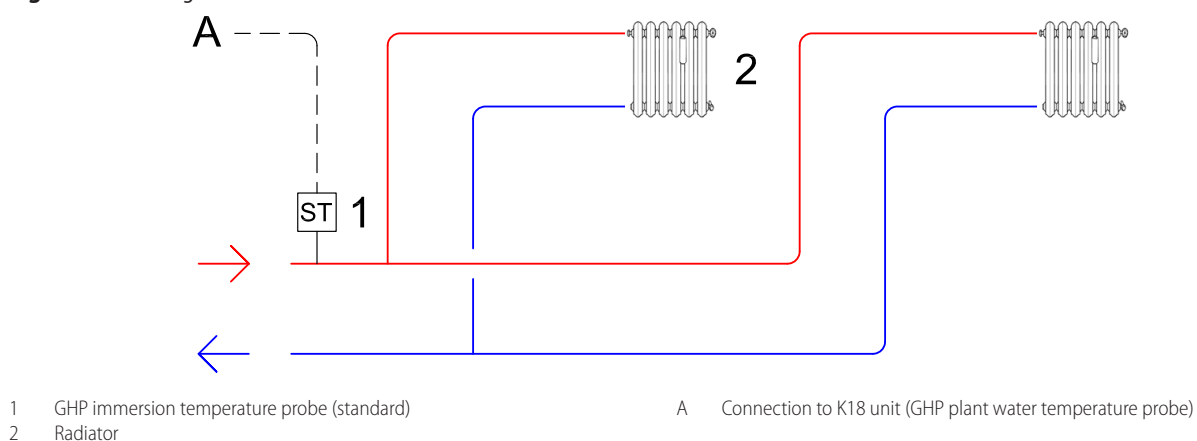 A
2
ST 1
1 GHP immersion temperature probe (standard)
2 Radiator
A Connection to K18 unit (GHP plant water temperature probe)